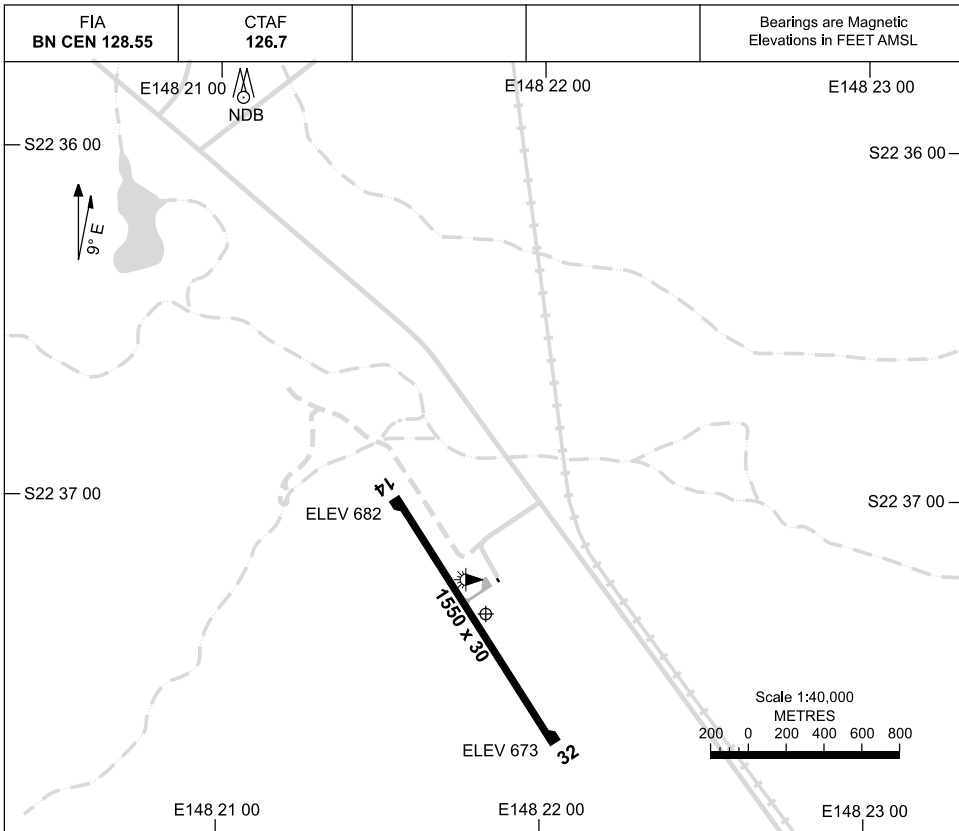 FIA
BN CEN 128.55
CTAF
126.7
Bearings are Magnetic
Elevations in FEET AMSL
E148 21 00
E148 22 00
E148 23 00
NDB
S22 36 00
S22 36 00
9° E
S22 37 00
S22 37 00
14
ELEV 682
1550 x 30
ELEV 673
32
Scale 1:40,000
METRES
200 0 200 400 600 800
E148 21 00
E148 22 00
E148 23 00